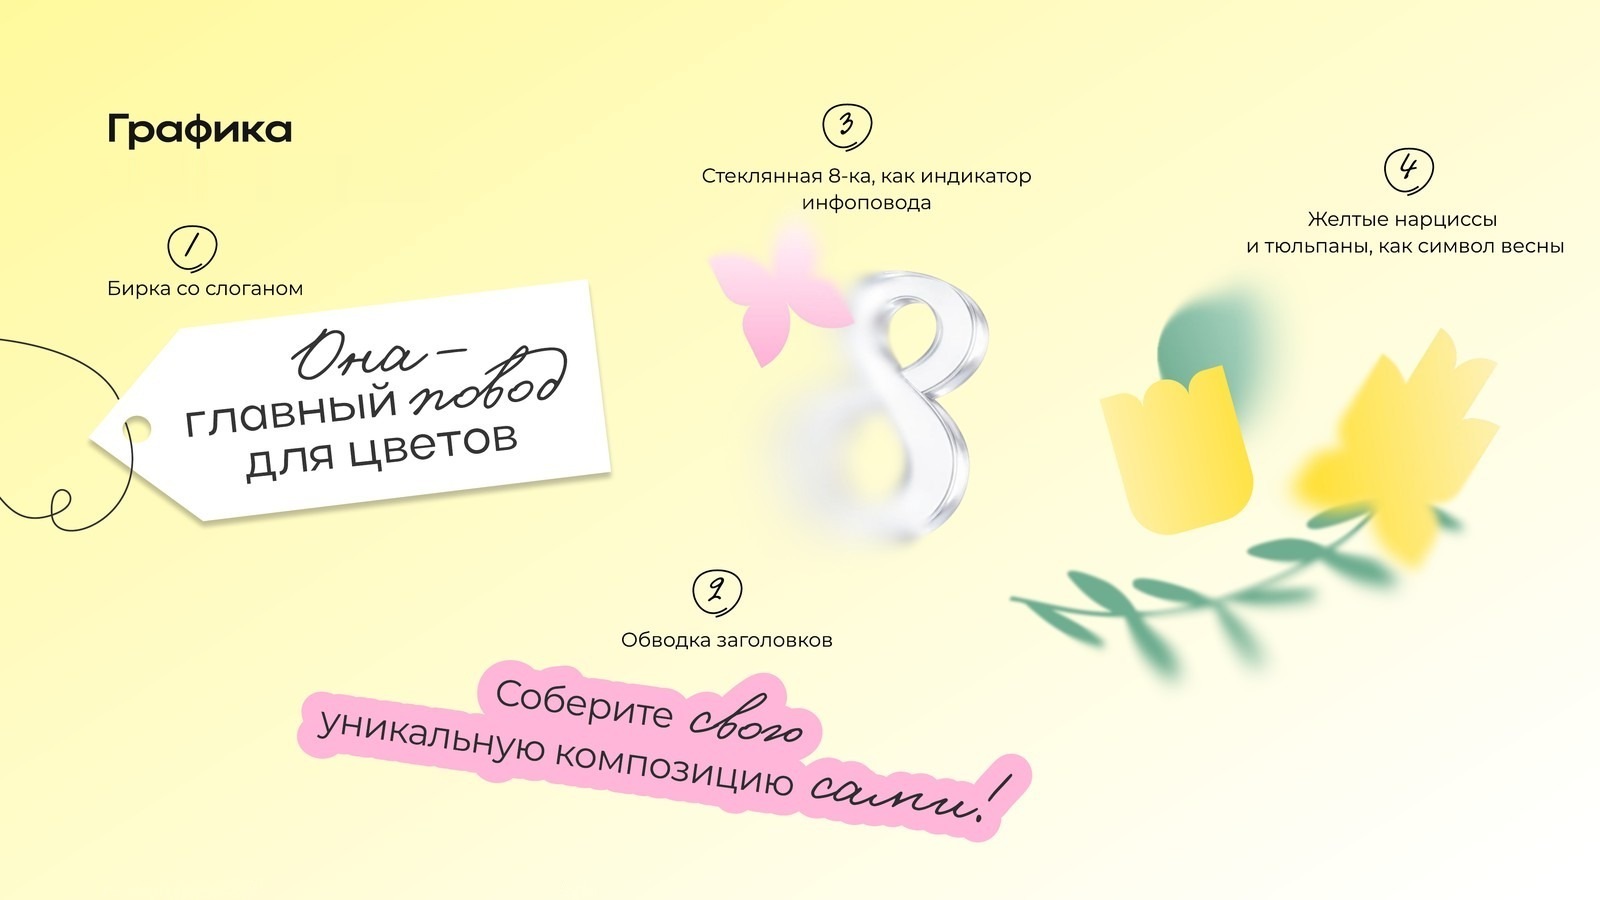 Графика
1
Бирка со слоганом
Она –
главный повод
для цветов
2
Обводка заголовков
Соберите свою
уникальную композицию сами!
3
Стеклянная 8-ка, как индикатор
инфоповода
8
4
Желтые нарциссы
и тюльпаны, как символ весны